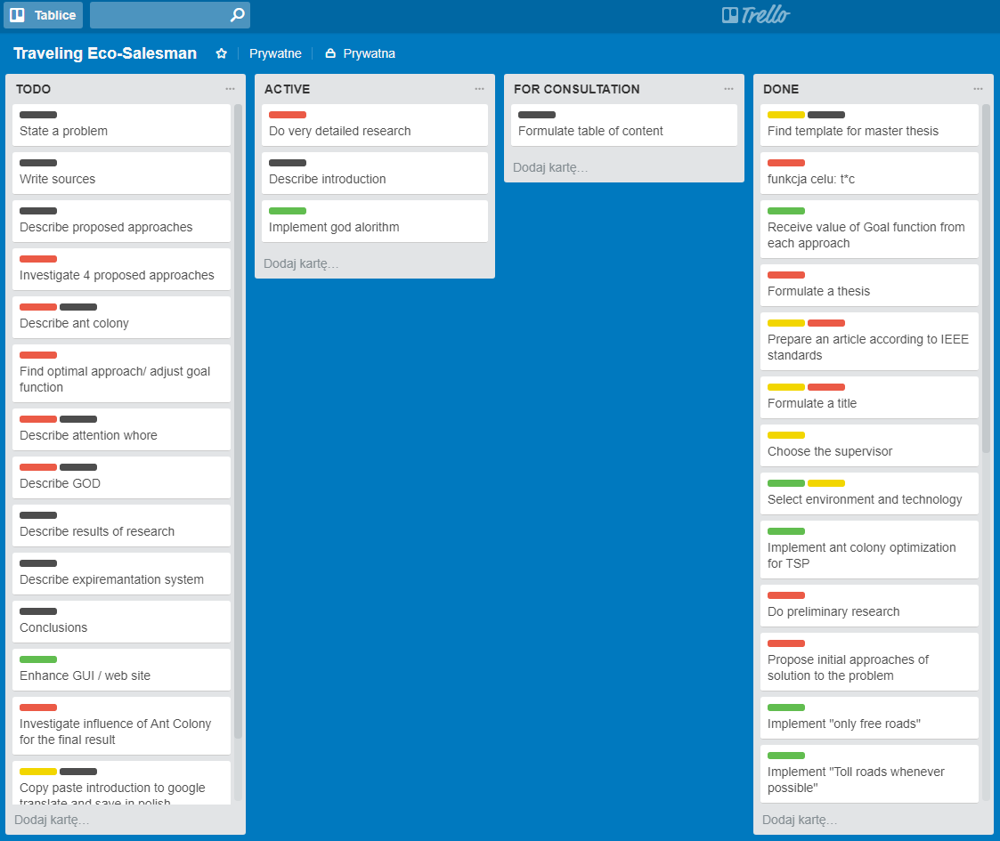 Tablice
Trello
Traveling Eco-Salesman
Prywatne
Prywatna
TODO
State a problem
Write sources
Describe proposed approaches
Investigate 4 proposed approaches
Describe ant colony
Find optimal approach/ adjust goal
function
Describe attention whore
Describe GOD
Describe results of research
Describe expiremantation system
Conclusions
Enhance GUI / web site
Investigate influence of Ant Colony
for the final result
Copy paste introduction to google
translate and save in polish
Dodaj kartę...
ACTIVE
Do very detailed research
Describe introduction
Implement god alorithm
Dodaj kartę...
FOR CONSULTATION
Formulate table of content
Dodaj kartę...
DONE
Find template for master thesis
funkcja celu: t*c
Receive value of Goal function from
each approach
Formulate a thesis
Prepare an article according to IEEE
standards
Formulate a title
Choose the supervisor
Select environment and technology
Implement ant colony optimization
for TSP
Do preliminary research
Propose initial approaches of
solution to the problem
Implement "only free roads"
Implement "Toll roads whenever
possible"
Dodaj kartę...